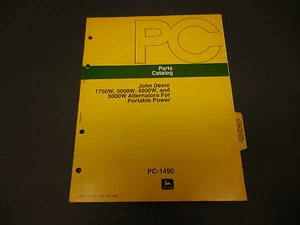 PC
Parts
Catalog
John Deere
1750W, 3000W, 4000W, and
5000W Alternators For
Portable Power
PC-1490